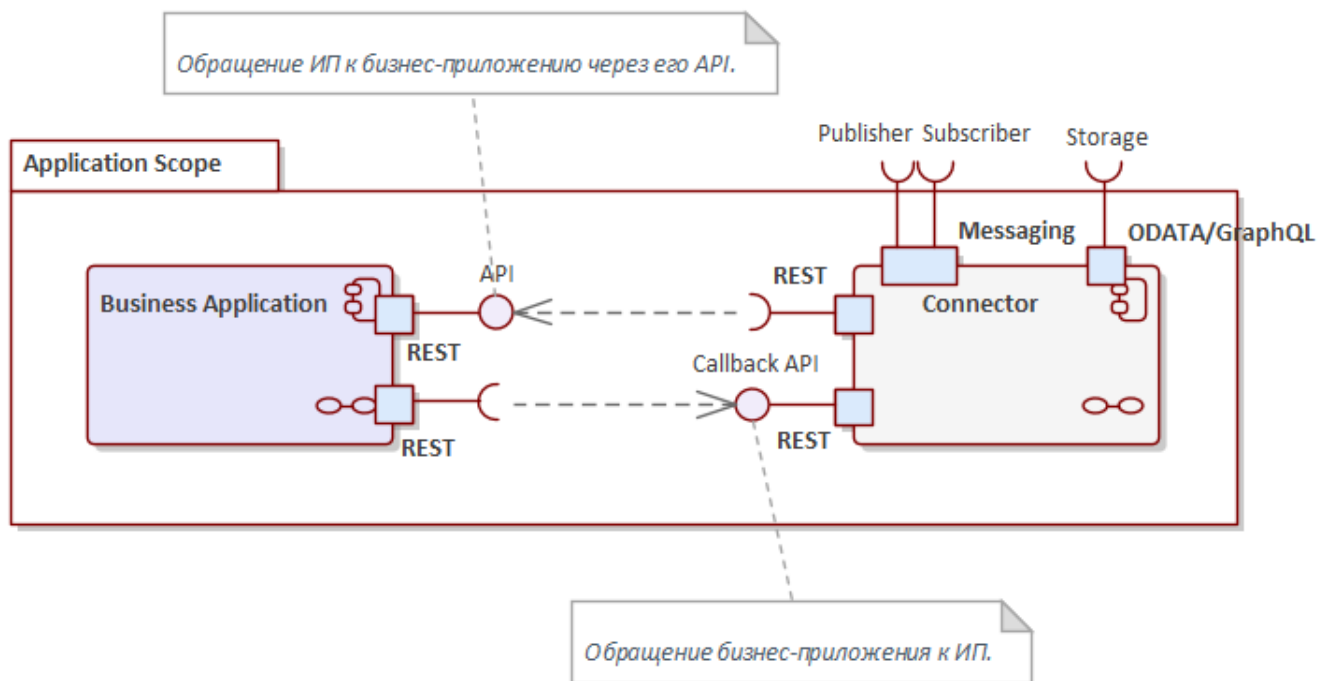 Обращение ИП к бизнес-приложению через его API.
Publisher Subscriber Storage
Application Scope
Messaging ODATA/GraphQL
API REST
Business Application Connector
REST
Callback API
REST REST
Обращение бизнес-приложения к ИП.